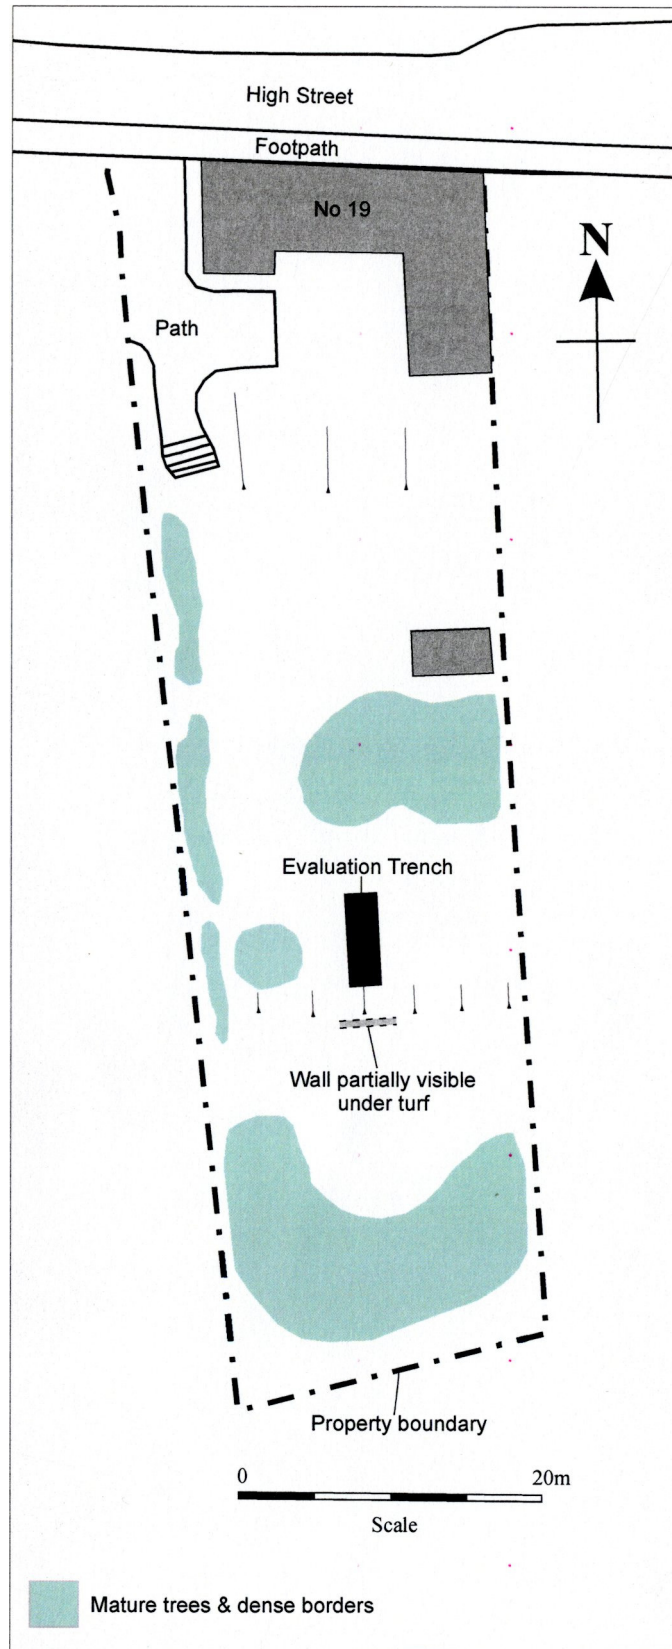 High Street
Footpath
No 19
N
Path
Evaluation Trench
Wall partially visible
under turf
Property boundary
0 20m
Scale
Mature trees & dense borders